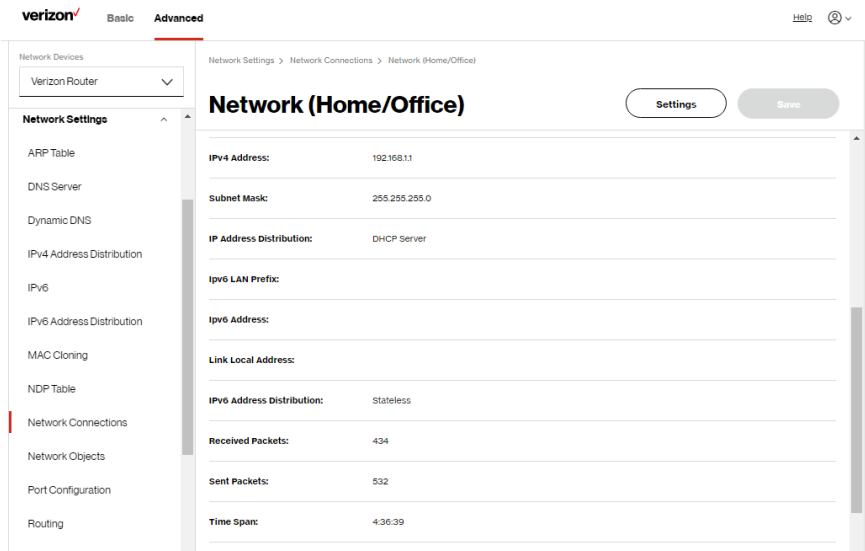 verizon
Basic
Advanced
Help
Network Devices
Verizon Router
Network Settings
ARP Table
DNS Server
Dynamic DNS
IPv4 Address Distribution
IPv6
IPv6 Address Distribution
MAC Cloning
NDP Table
Network Connections
Network Objects
Port Configuration
Routing
Network Settings > Network Connections > Network (Home/Office)
Network (Home/Office)
Settings
Save
IPv4 Address: 192.168.1.1
Subnet Mask: 255.255.255.0
IP Address Distribution: DHCP Server
Ipv6 LAN Prefix:
Ipv6 Address:
Link Local Address:
IPv6 Address Distribution: Stateless
Received Packets: 434
Sent Packets: 532
Time Span: 4:36:39